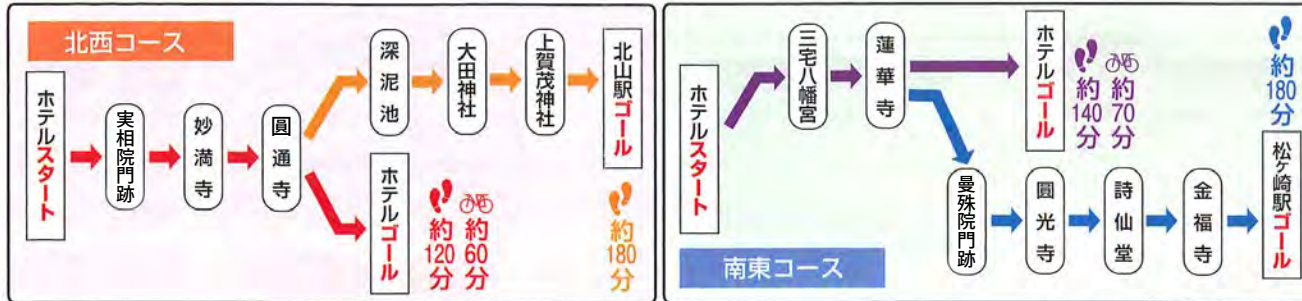 北西コース
ホテルスタート
実相院門跡
妙満寺
圓通寺
深泥池
大田神社
上賀茂神社
北山駅ゴール
約180分
ホテルゴール
約120分
約60分
南東コース
ホテルスタート
三宅八幡宮
蓮華寺
ホテルゴール
約140分
約70分
曼殊院門跡
圓光寺
詩仙堂
金福寺
松ヶ崎駅ゴール
約180分